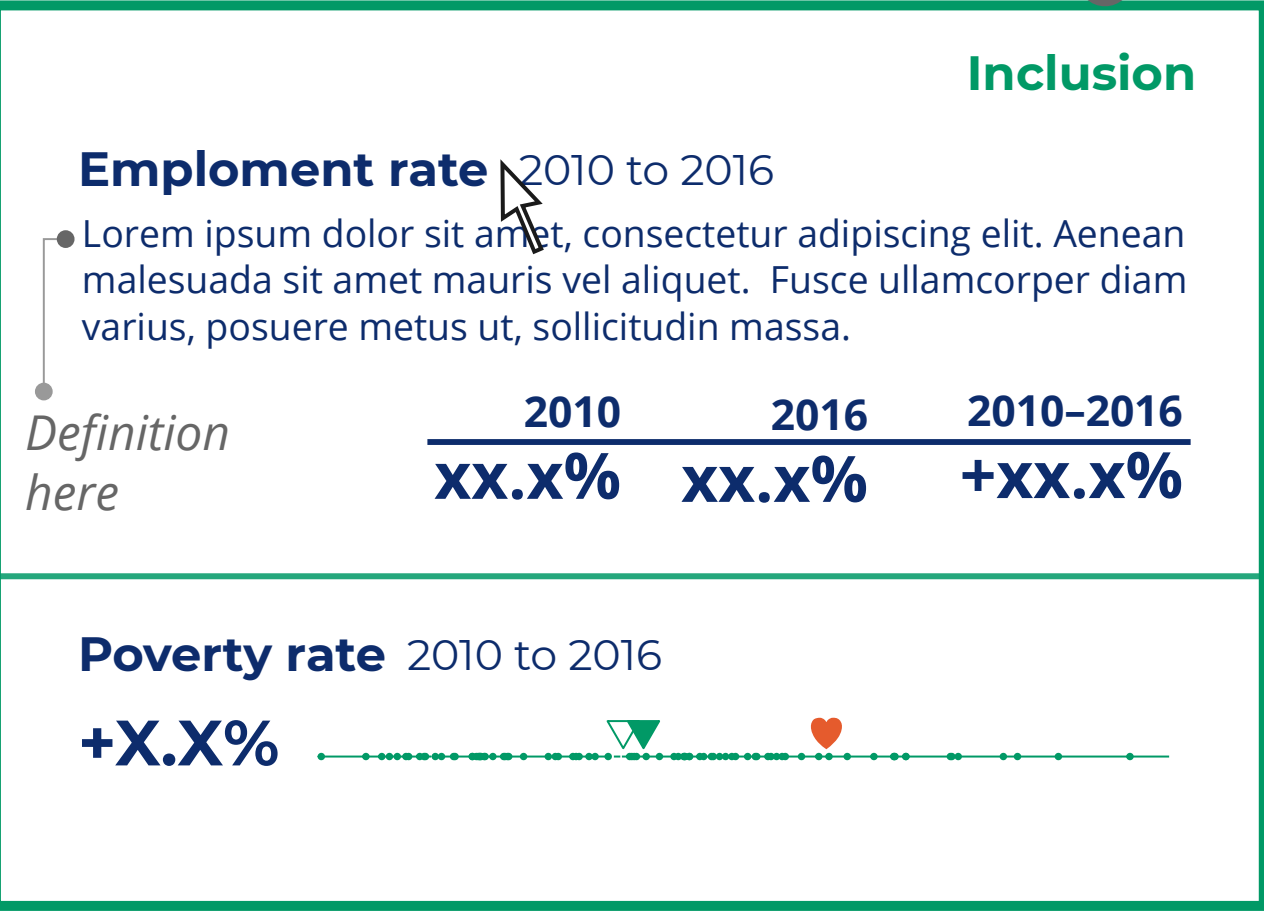 Inclusion
Emploment rate 2010 to 2016
Lorem ipsum dolor sit amet, consectetur adipiscing elit. Aenean
malesuada sit amet mauris vel aliquet.  Fusce ullamcorper diam
varius, posuere metus ut, sollicitudin massa.
Definition
here
2010 2016 2010–2016
xx.x% xx.x% +xx.x%
Poverty rate 2010 to 2016
+X.X%